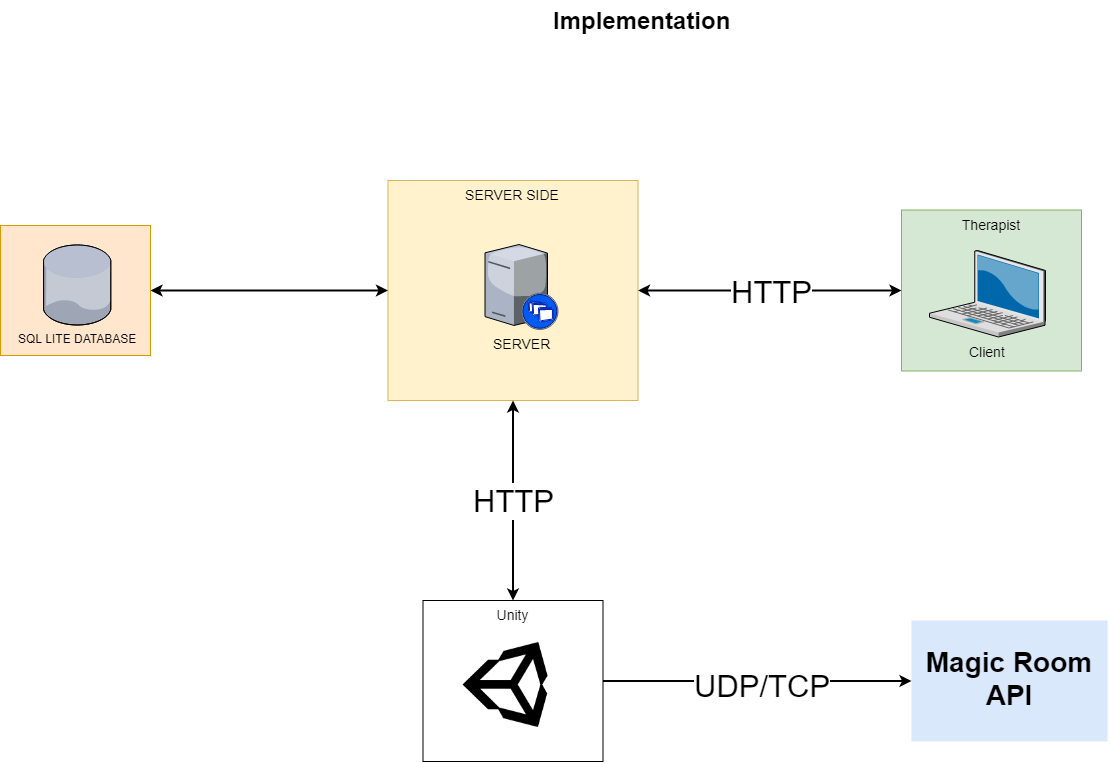 Implementation
SERVER SIDE
Therapist
HTTP
SQL LITE DATABASE
SERVER
Client
HTTP
Unity
Magic Room
API
UDP/TCP